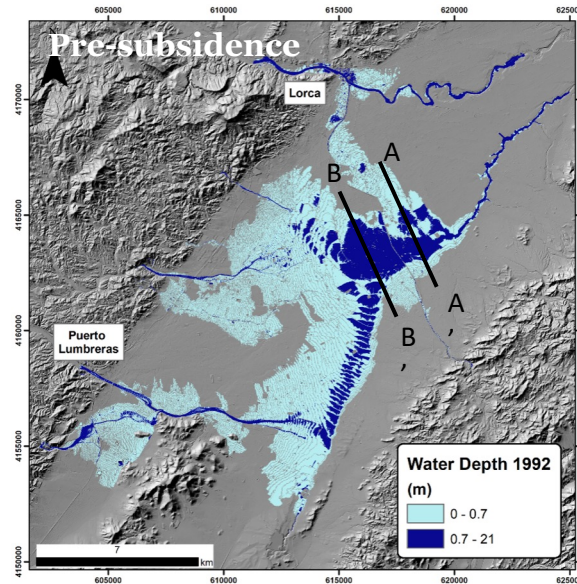 605000 610000 615000 620000 625000
Pre-subsidence
4170000
4165000
4160000
4155000
4150000
Lorca
A
B
A
'
B
'
Puerto
Lumbreras
Water Depth 1992
(m)
0 - 0.7
0.7 - 21
7
km
605000 610000 615000 620000 625000